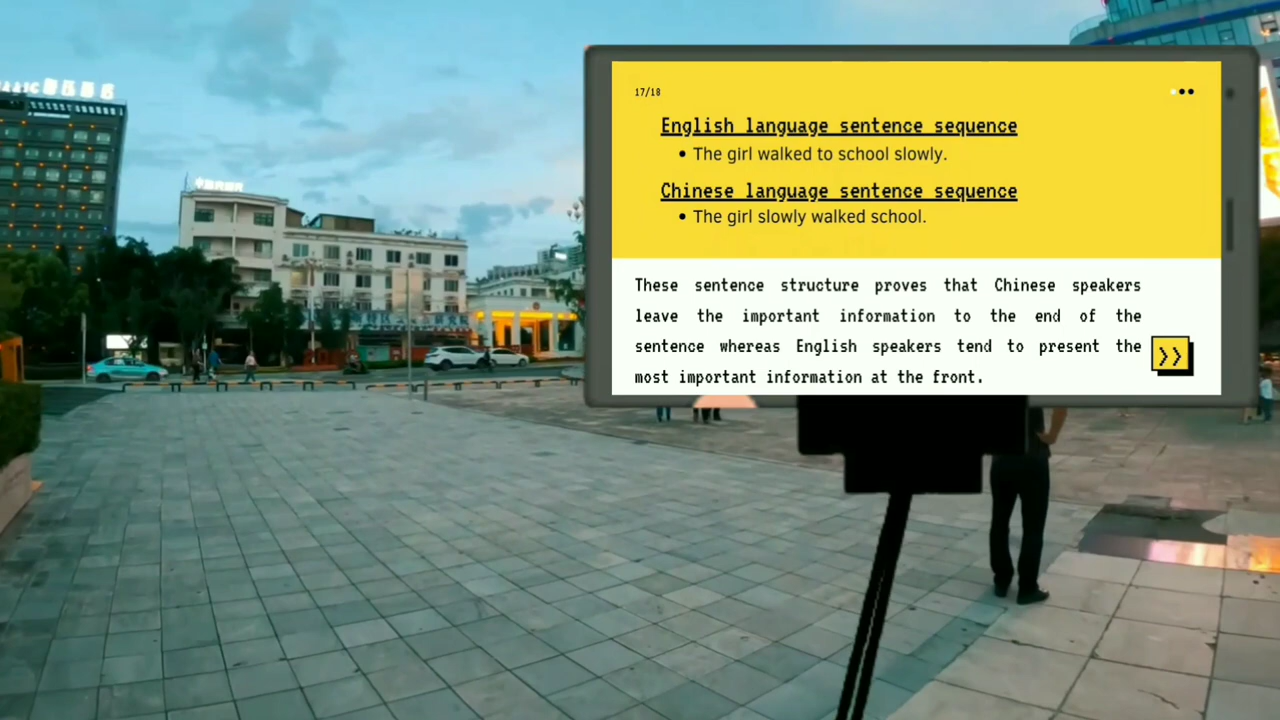 17/18
English language sentence sequence
• The girl walked to school slowly.
Chinese language sentence sequence
• The girl slowly walked school.
These sentence structure proves that Chinese speakers
leave the important information to the end of the
sentence whereas English speakers tend to present the
most important information at the front.